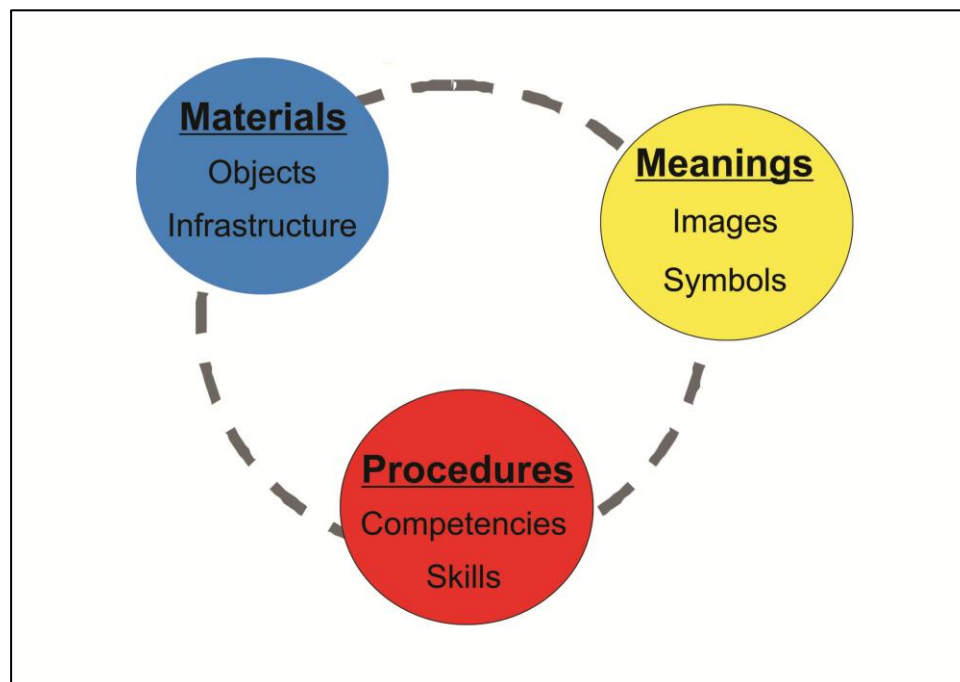 Materials
Objects
Infrastructure
Meanings
Images
Symbols
Procedures
Competencies
Skills